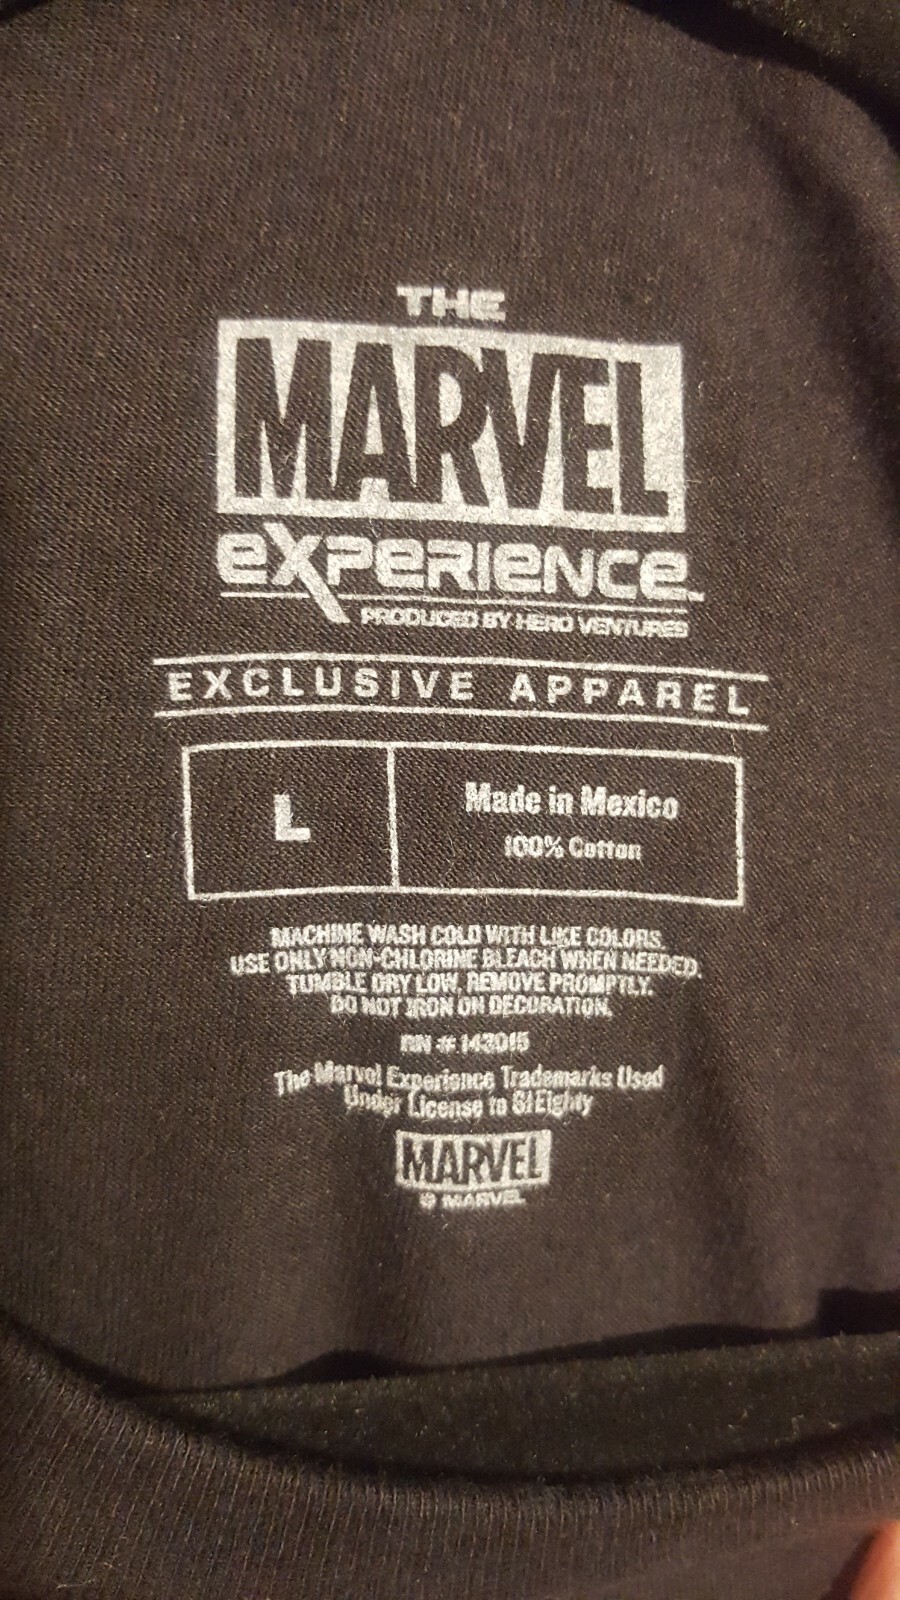 THE
MARVEL
eXPERIENCE™
PRODUCED BY HERO VENTURES
EXCLUSIVE APPAREL
L
Made in Mexico
100% Cotton
MACHINE WASH COLD WITH LIKE COLORS.
USE ONLY NON-CHLORINE BLEACH WHEN NEEDED.
TUMBLE DRY LOW. REMOVE PROMPTLY.
DO NOT IRON ON DECORATION.
RN # 143015
The Marvel Experience Trademarks Used
Under License to 8/Eighty
MARVEL
© MARVEL